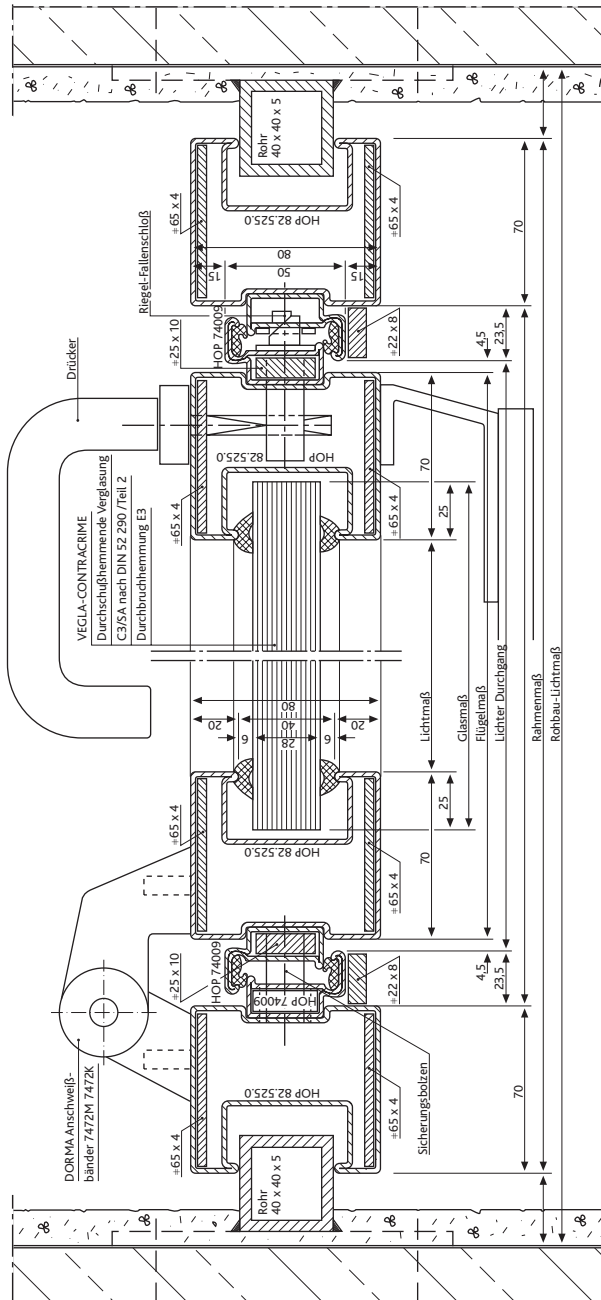 DORMA Anschweiß-
bänder 7472M 7472K
VEGLA-CONTRACRIME
Durchschußhemmende Verglasung
C3/SA nach DIN 52 290 /Teil 2
Durchbruchhemmung E3
Drücker
Riegel-Fallenschloß
≠65 x 4
≠25 x 10
HOP 74009
≠65 x 4
≠65 x 4
≠25 x 10
HOP 74009
≠65 x 4
Rohr
40 x 40 x 5
HOP 82.525.0
HOP 74009
HOP 82.525.0
20
6
28
40
80
6
20
HOP
82.525.0
15
50
80
15
HOP 82.525.0
Rohr
40 x 40 x 5
≠65 x 4
≠22 x 8
≠65 x 4
≠65 x 4
≠22 x 8
≠65 x 4
Sicherungsbolzen
70
25
Lichtmaß
70
25
Glasmaß
4,5
Flügelmaß
4,5
23,5
Lichter Durchgang
23,5
70
Rahmenmaß
70
Rohbau-Lichtmaß